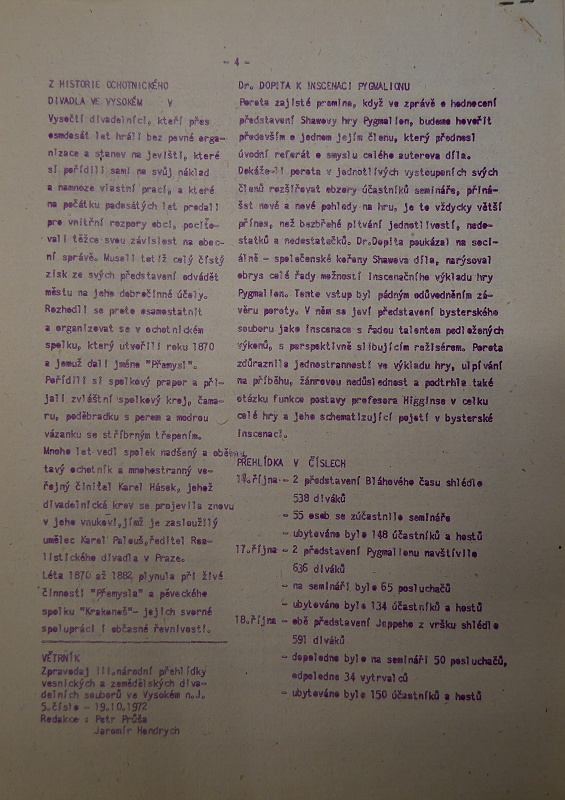 - 4 -
Z HISTORIE OCHOTNICKÉHO
DIVADLA VE VYSOKÉM V
Vysečtí divadelníci, kteří přes
osmdesát let hráli bez pevné orga-
nizace a stanov na jevišti, které
si pořídili sami na svůj náklad
a namnoze vlastní prací, a které
na počátku padesátých let prodali
pro vnitřní rozpory obcí, pocíťo-
vali těžce svou závislost na obec-
ní správě. Museli totiž celý čistý
zisk ze svých představení odvádět
městu na jeho dobročinné účely.
Rozhodli se proto osamostatnit
a organizovat se v ochotnickém
spolku, který utvořili roku 1870
a jemuž dali jméno "Přemysl".
Pořídili si spolkový prapor a při-
jali zvláštní spolkový kroj, čama-
ru, poděbradku s perem a modrou
vázanku se stříbrným třepením.
Mnoho let vedl spolek nadšený a obětovy
tavý ochotník a mnohostranný ve-
řejný činitel Karel Hásek, jehož
divadelnická krev se projevila znovu
v jeho vnukovi, jímž je zasloužilý
umělec Karel Palouš, ředitel Rea-
listického divadla v Praze.
Léta 1870 až 1882 plynula při živé
činnosti "Přemysla" a pěveckého
spolku "Krakonoš"- jejich svorné
spolupráci i občasné řevnivosti.
VĚTRNÍK
Zpravodaj III.národní přehlídky
vesnických a zemědělských diva-
delních souborů ve Vysokém n.J.
5.číslo - 19.10.1972
Redakce : Petr Průša
Jaromír Hendrych
Dr. DOPITA K INSCENACI PYGMALIONU
Porota zajisté promine, když ve zprávě o hodnocení
představení Shawovy hry Pygmalion, budeme hovořit
především o jednom jejím členu, který přednesl
úvodní referát o smyslu celého autorova díla.
Dokáže-li porota v jednotlivých vystoupeních svých
členů rozšiřovat obzory účastníků semináře, přiná-
šet nové a nové pohledy na hru, je to vždycky větší
přínos, než bezbřehé pitvání jednotlivostí, nedo-
statků a nedostatečků. Dr.Dopita poukázal na soci-
álně - společenské kořeny Shawova díla, narýsoval
obrys celé řady možností inscenačního výkladu hry
Pygmalion. Tento vstup byl pádným odůvodněním zá-
věru poroty. V něm se jeví představení bysterského
souboru jako inscenace s řadou talentem podložených
výkonů, s perspektivně slibujícím režisérem. Porota
zdůraznila jednostrannosti ve výkladu hry, ulpívání
na příběhu, žánrovou nedůslednost a podtrhla také
otázku funkce postavy profesora Higginse v celku
celé hry a jeho schematizující pojetí v bysterské
inscenaci.
PŘEHLÍDKA V ČÍSLECH
16.října - 2 představení Bláhového času shlédlo
538 diváků
- 55 osob se zúčastnilo semináře
- ubytováno bylo 148 účastníků a hostů
17.října - 2 představení Pygmalionu navštívilo
636 diváků
- na semináři bylo 65 posluchačů
- ubytováno bylo 134 účastníků a hostů
18.října - obě představení Jeppeho z vršku shlédlo
591 diváků
- dopoledne bylo na semináři 50 posluchačů,
odpoledne 34 vytrvalců
- ubytováno bylo 150 účastníků a hostů